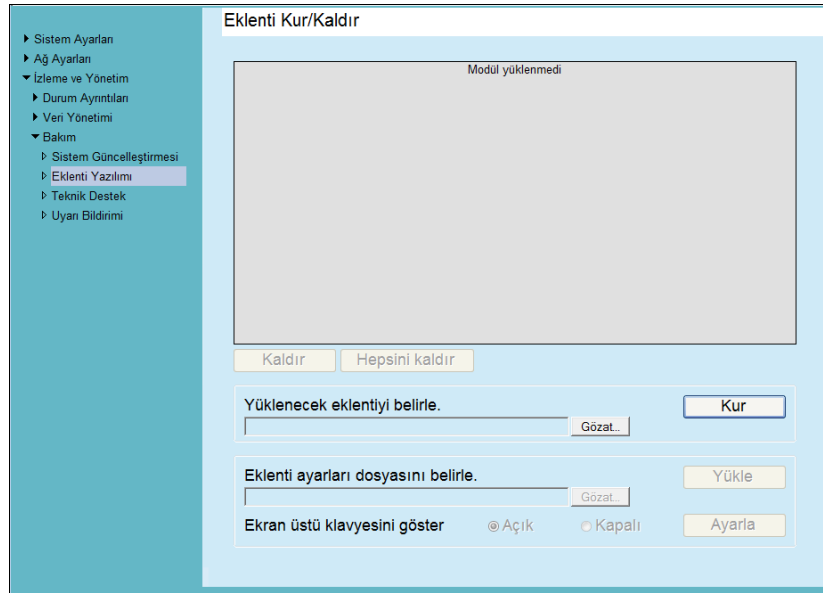 Eklenti Kur/Kaldır
Sistem Ayarları
Ağ Ayarları
İzleme ve Yönetim
Durum Ayrıntıları
Veri Yönetimi
Bakım
Sistem Güncelleştirmesi
Eklenti Yazılımı
Teknik Destek
Uyarı Bildirimi
Modül yüklenmedi
Kaldır
Hepsini kaldır
Yüklenecek eklentiyi belirle.
Kur
Gözat...
Eklenti ayarları dosyasını belirle.
Yükle
Gözat...
Ekran üstü klavyesini göster
Açık
Kapalı
Ayarla